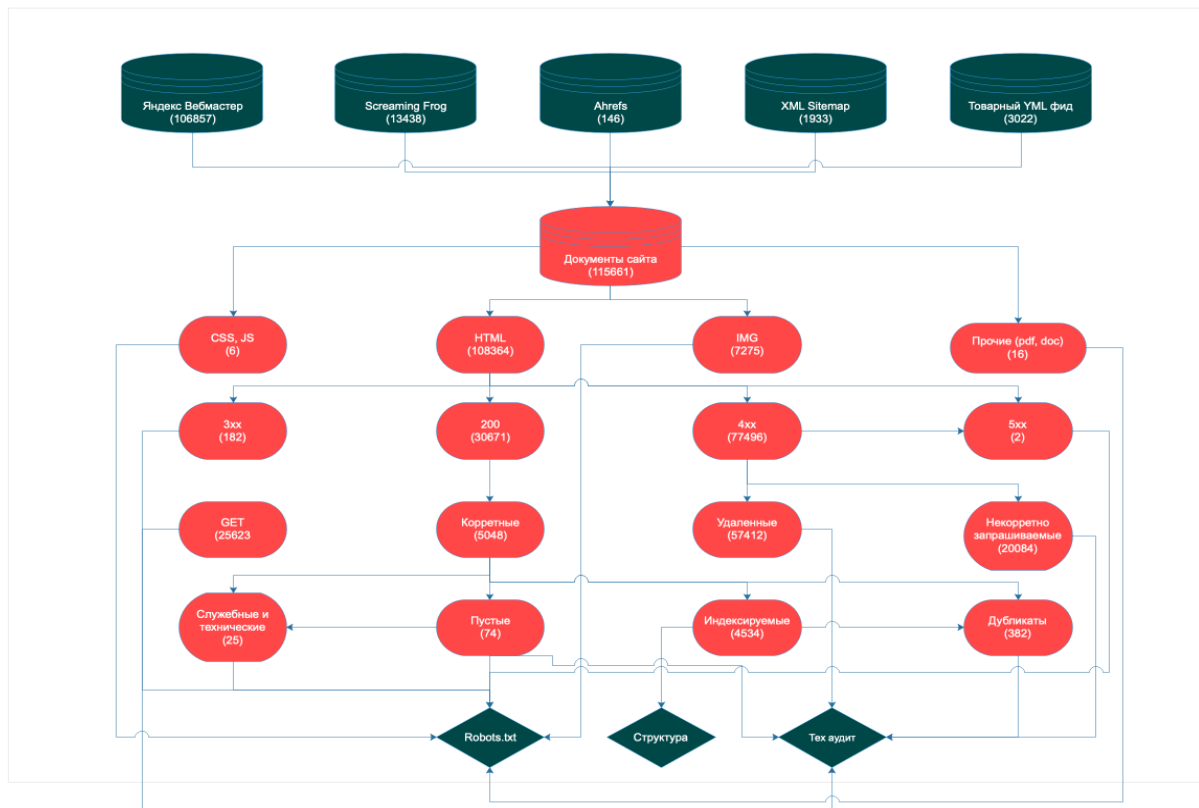 Яндекс Вебмастер
(106857)
Screaming Frog
(13438)
Ahrefs
(146)
XML Sitemap
(1933)
Товарный YML фид
(3022)
Документы сайта
(115661)
CSS, JS
(6)
HTML
(108364)
IMG
(7275)
Прочие (pdf, doc)
(16)
3xx
(182)
200
(30671)
4xx
(77496)
5xx
(2)
GET
(25623
Корретные
(5048)
Удаленные
(57412)
Некорретно
запрашиваемые
(20084)
Служебные и
технические
(25)
Пустые
(74)
Индексируемые
(4534)
Дубликаты
(382)
Robots.txt
Структура
Тех аудит